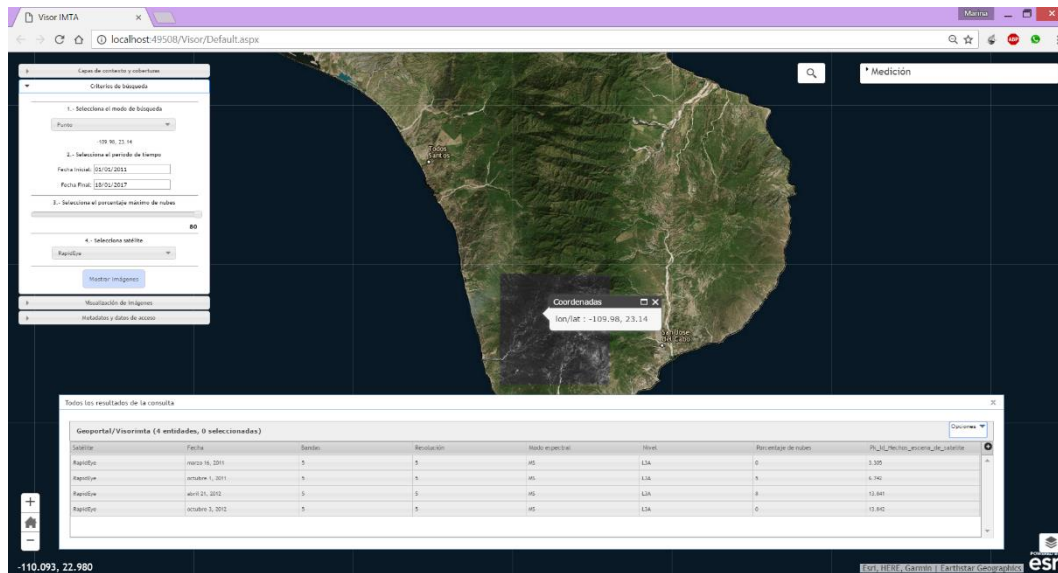 Visor IMTA
Marina
localhost:49508/Visor/Default.aspx
Capas de contexto y coberturas
Criterios de búsqueda
1.- Selecciona el modo de búsqueda
Punto
-109.98, 23.14
2.- Selecciona el periodo de tiempo
Fecha Inicial: 01/01/2011
Fecha Final: 18/01/2017
3.- Selecciona el porcentaje máximo de nubes
80
4.- Selecciona satélite
RapidEye
Mostrar imágenes
Visualización de imágenes
Metadatos y datos de acceso
Medición
Todos Santos
Coordenadas
lon/lat : -109.98, 23.14
San Jose Del Cabo
Todos los resultados de la consulta
Geoportal/Visorimta (4 entidades, 0 seleccionadas)
Opciones
Satélite Fecha Bandas Resolución Modo espectral Nivel Porcentaje de nubes
RapidEye marzo 16, 2011 5 5 MS L3A 0
RapidEye octubre 1, 2011 5 5 MS L3A
RapidEye abril 21, 2012 5 5 MS L3A
RapidEye octubre 2, 2012 5 5 MS L3A
+
−
-110.093, 22.980
Esri, HERE, Garmin | Earthstar Geographics
POWERED BY
esri